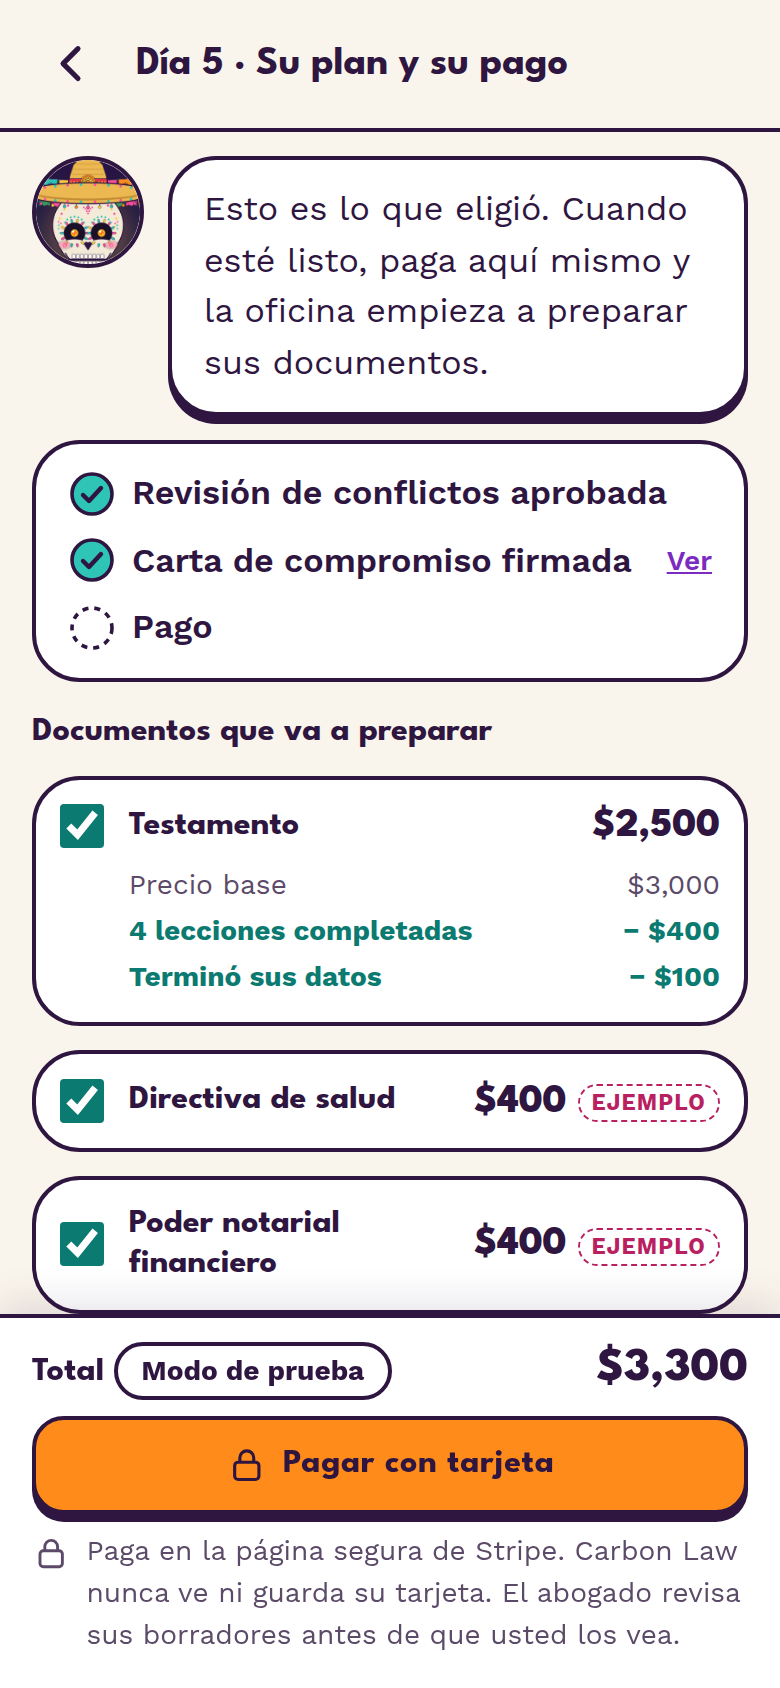 Día 5 · Su plan y su pago
Esto es lo que eligió. Cuando
esté listo, paga aquí mismo y
la oficina empieza a preparar
sus documentos.
Revisión de conflictos aprobada
Carta de compromiso firmada Ver
Pago
Documentos que va a preparar
Testamento $2,500
Precio base $3,000
4 lecciones completadas − $400
Terminó sus datos − $100
Directiva de salud $400 EJEMPLO
Poder notarial
financiero $400 EJEMPLO
Total Modo de prueba $3,300
Pagar con tarjeta
Paga en la página segura de Stripe. Carbon Law
nunca ve ni guarda su tarjeta. El abogado revisa
sus borradores antes de que usted los vea.